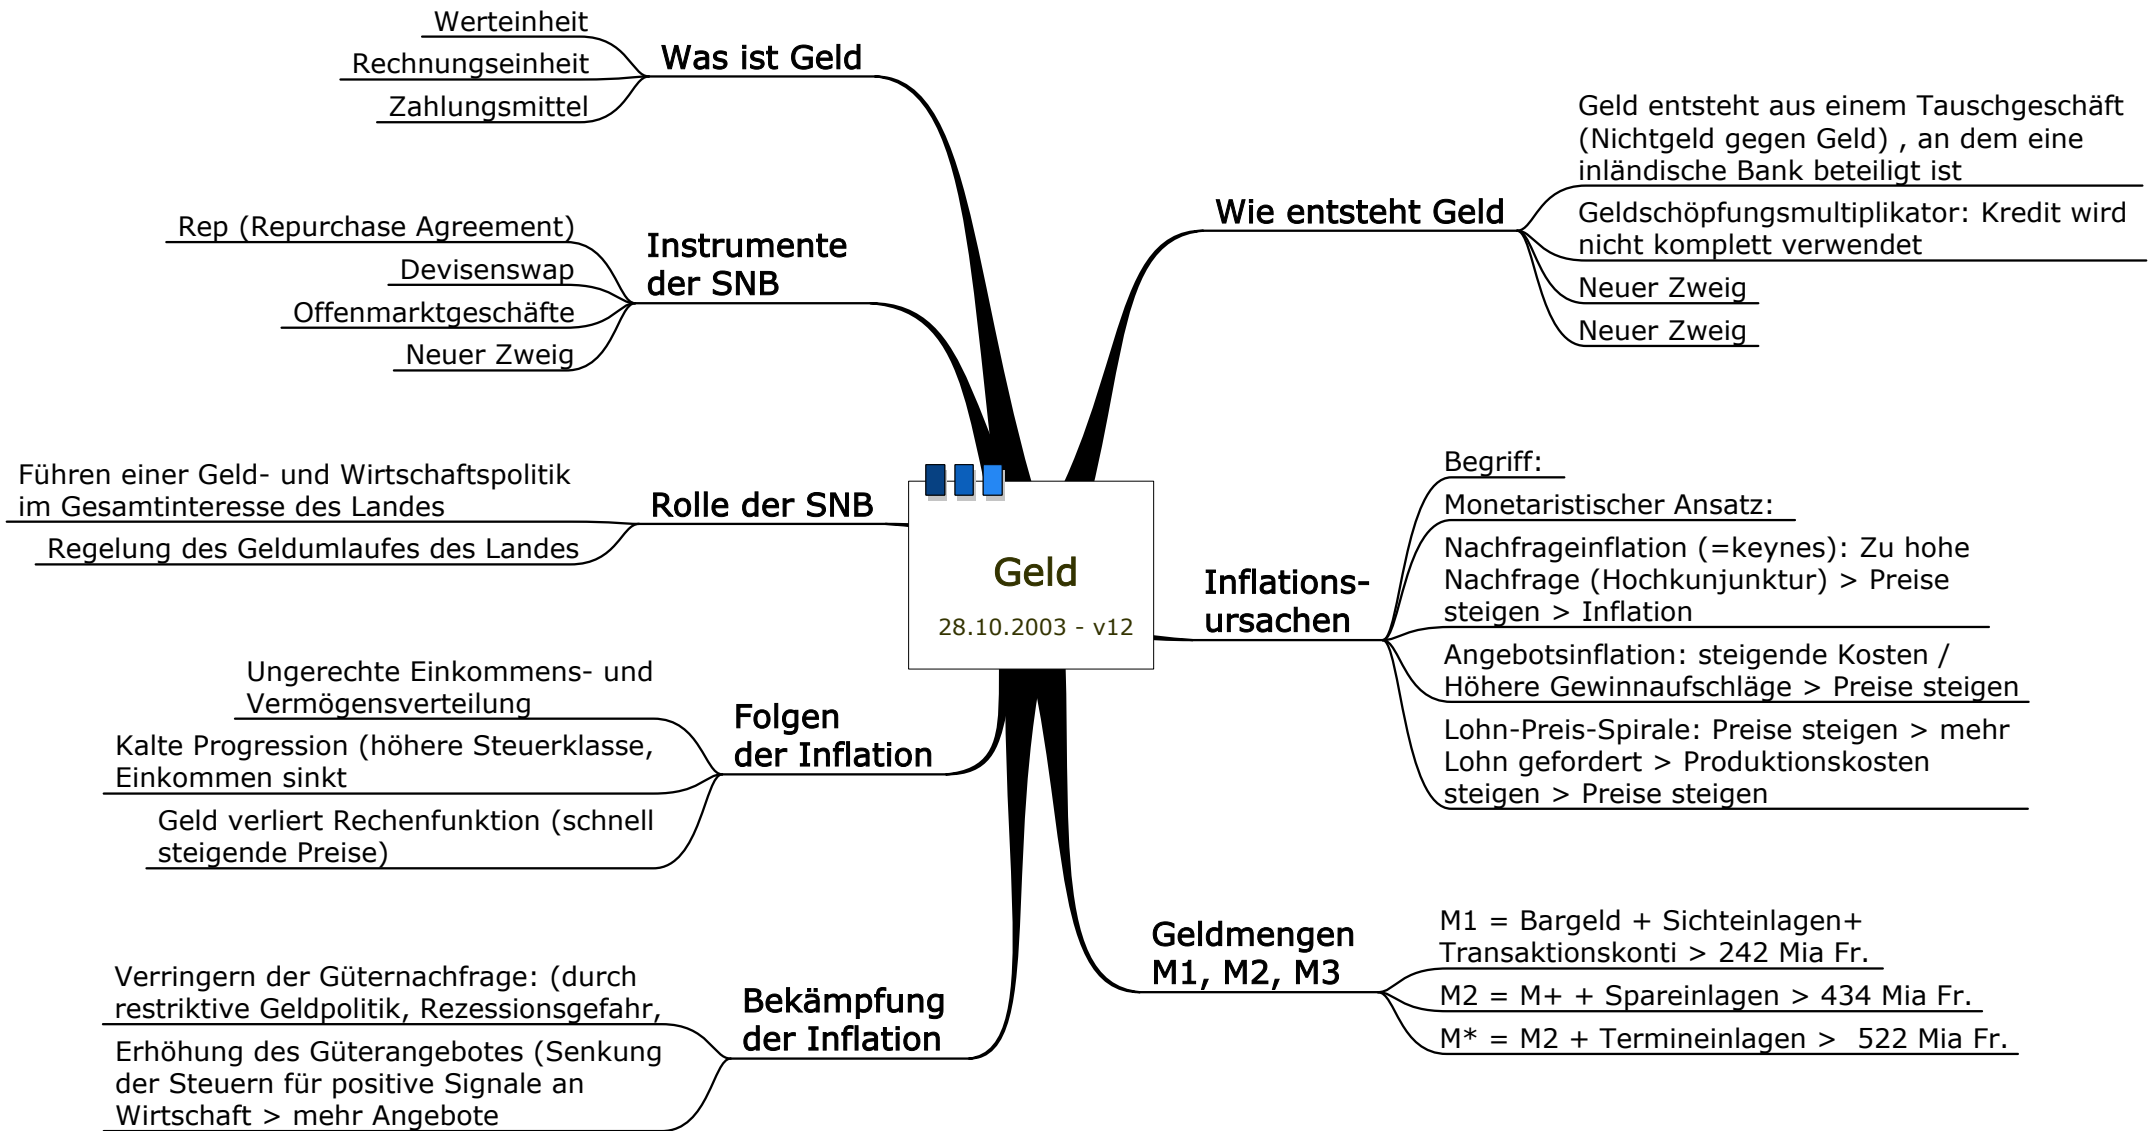 Geld
28.10.2003 - v12
Was ist Geld
Werteinheit
Rechnungseinheit
Zahlungsmittel
Instrumente
der SNB
Rep (Repurchase Agreement)
Devisenswap
Offenmarktgeschäfte
Neuer Zweig
Rolle der SNB
Führen einer Geld- und Wirtschaftspolitik
im Gesamtinteresse des Landes
Regelung des Geldumlaufes des Landes
Folgen
der Inflation
Ungerechte Einkommens- und
Vermögensverteilung
Kalte Progression (höhere Steuerklasse,
Einkommen sinkt
Geld verliert Rechenfunktion (schnell
steigende Preise)
Bekämpfung
der Inflation
Verringern der Güternachfrage: (durch
restriktive Geldpolitik, Rezessionsgefahr,
Erhöhung des Güterangebotes (Senkung
der Steuern für positive Signale an
Wirtschaft > mehr Angebote
Wie entsteht Geld
Geld entsteht aus einem Tauschgeschäft
(Nichtgeld gegen Geld) , an dem eine
inländische Bank beteiligt ist
Geldschöpfungsmultiplikator: Kredit wird
nicht komplett verwendet
Neuer Zweig
Neuer Zweig
Inflations-
ursachen
Begriff:
Monetaristischer Ansatz:
Nachfrageinflation (=keynes): Zu hohe
Nachfrage (Hochkunjunktur) > Preise
steigen > Inflation
Angebotsinflation: steigende Kosten /
Höhere Gewinnaufschläge > Preise steigen
Lohn-Preis-Spirale: Preise steigen > mehr
Lohn gefordert > Produktionskosten
steigen > Preise steigen
Geldmengen
M1, M2, M3
M1 = Bargeld + Sichteinlagen+
Transaktionskonti > 242 Mia Fr.
M2 = M+ + Spareinlagen > 434 Mia Fr.
M* = M2 + Termineinlagen >  522 Mia Fr.